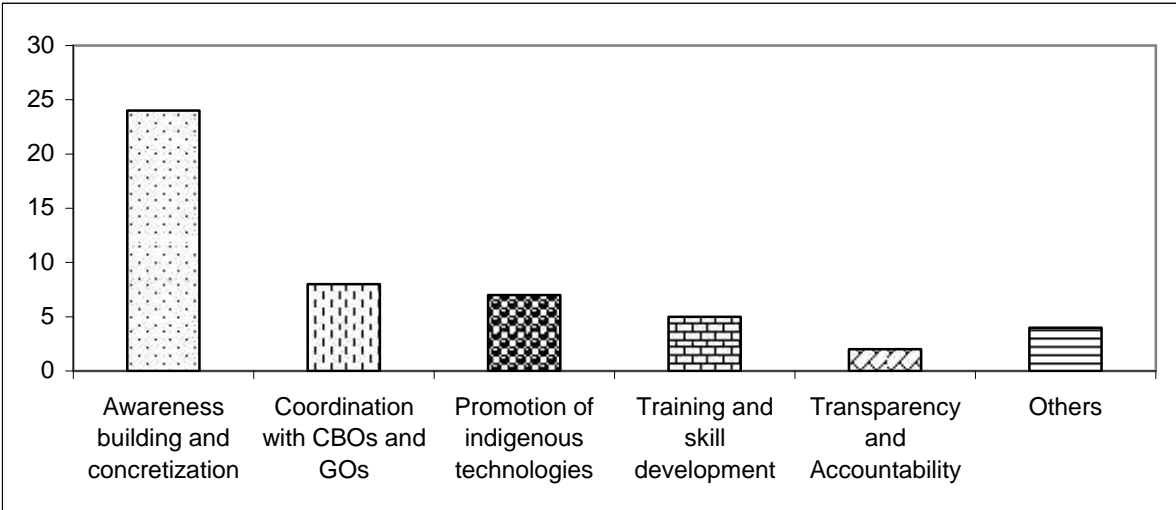 30
25
20
15
10
5
0
Awareness
building and
concretization
Coordination
with CBOs and
GOs
Promotion of
indigenous
technologies
Training and
skill
development
Transparency
and
Accountability
Others